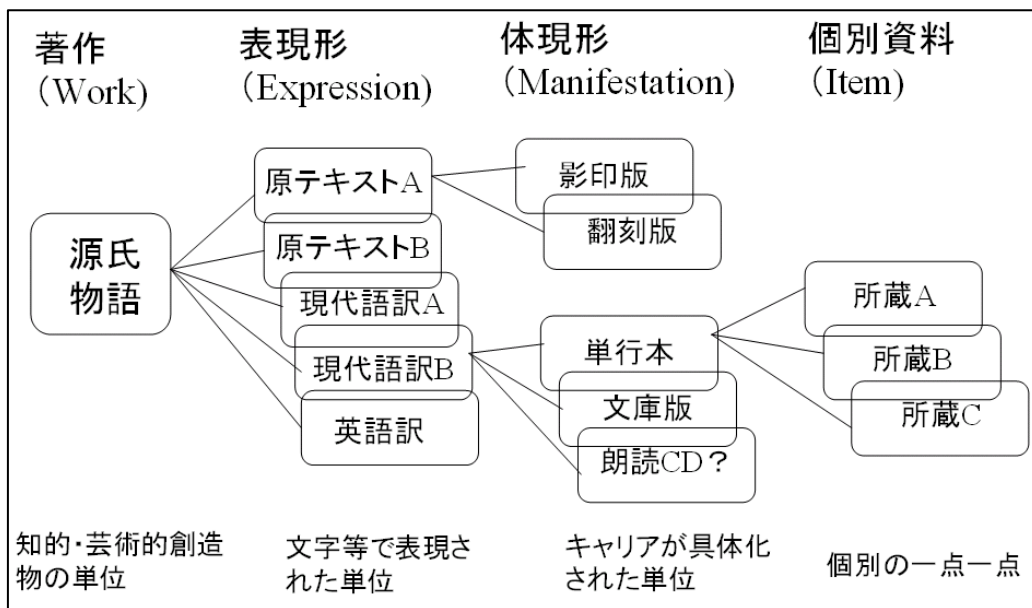 著作
（Work)
表現形
（Expression)
体現形
（Manifestation)
個別資料
（Item)
源氏
物語
原テキストA
原テキストB
現代語訳A
現代語訳B
英語訳
影印版
翻刻版
単行本
文庫版
朗読CD？
所蔵A
所蔵B
所蔵C
知的・芸術的創造
物の単位
文字等で表現さ
れた単位
キャリアが具体化
された単位
個別の一点一点